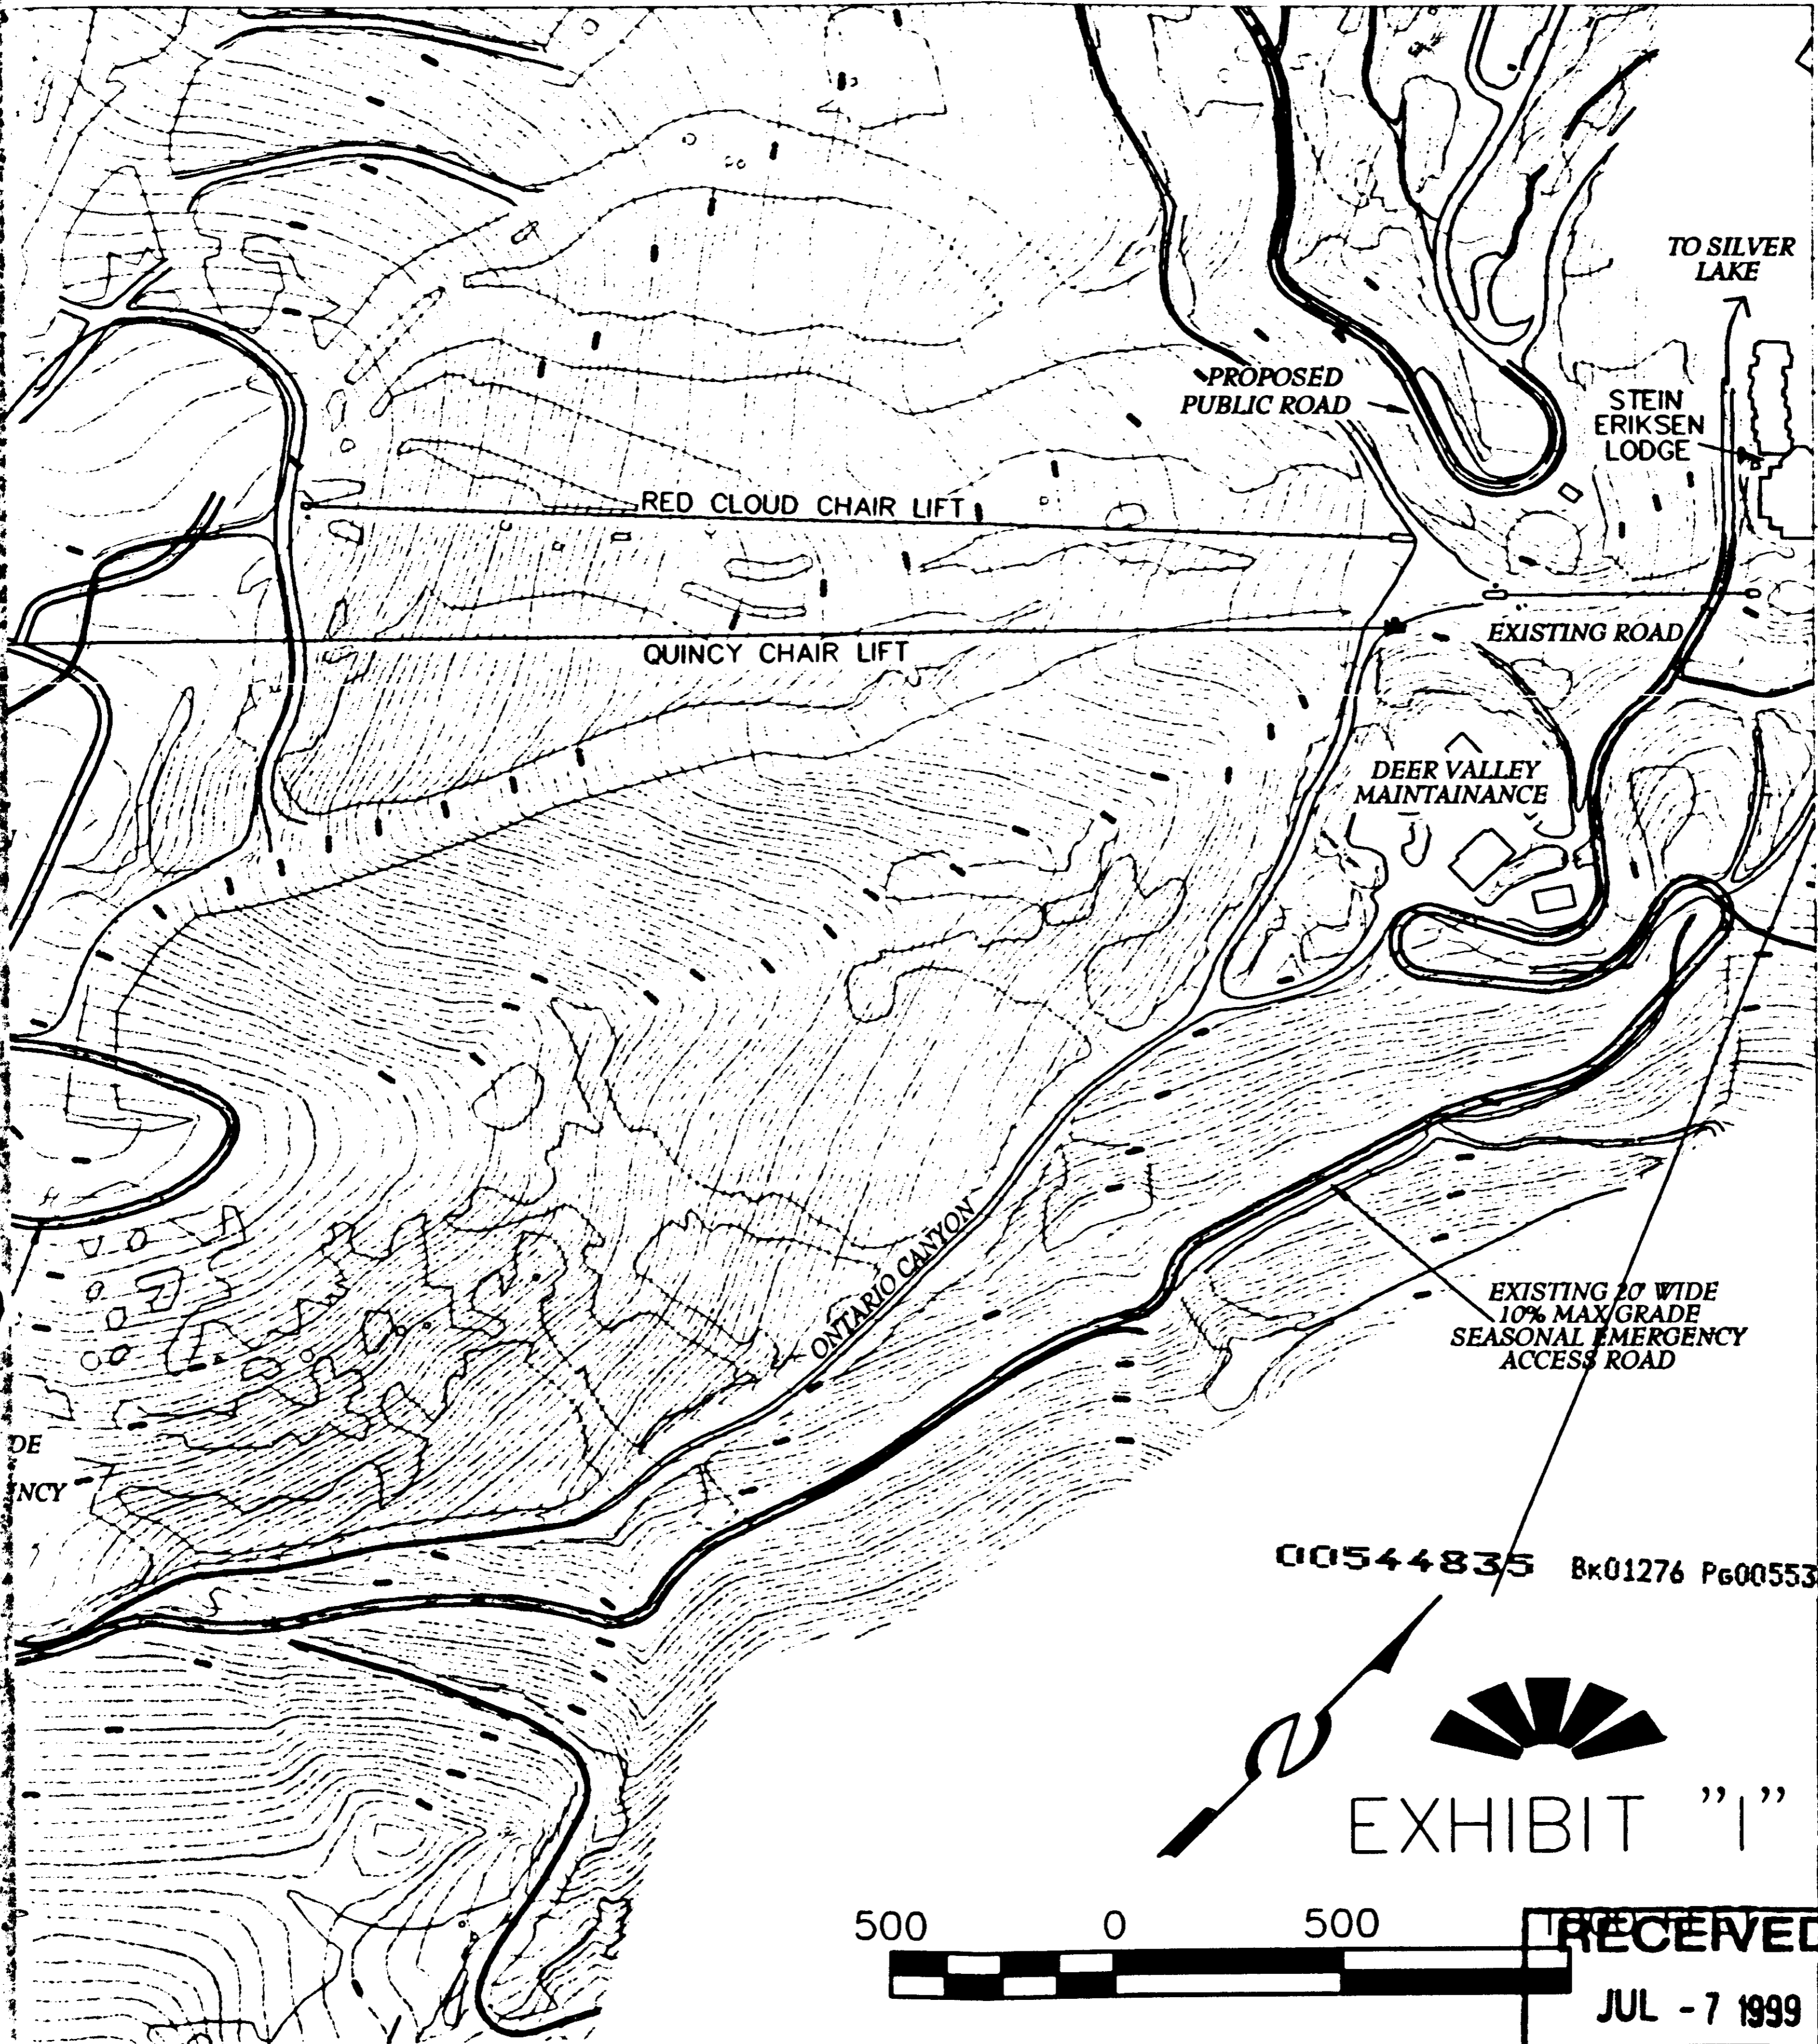 TO SILVER
LAKE
PROPOSED
PUBLIC ROAD
STEIN
ERIKSEN
LODGE
RED CLOUD CHAIR LIFT
EXISTING ROAD
QUINCY CHAIR LIFT
DEER VALLEY
MAINTAINANCE
ONTARIO CANYON
EXISTING 20' WIDE
10% MAX GRADE
SEASONAL EMERGENCY
ACCESS ROAD
DE
NCY
00544835 BK01276 PG00553
N
EXHIBIT "I"
500 0 500
RECEIVED
JUL - 7 1999